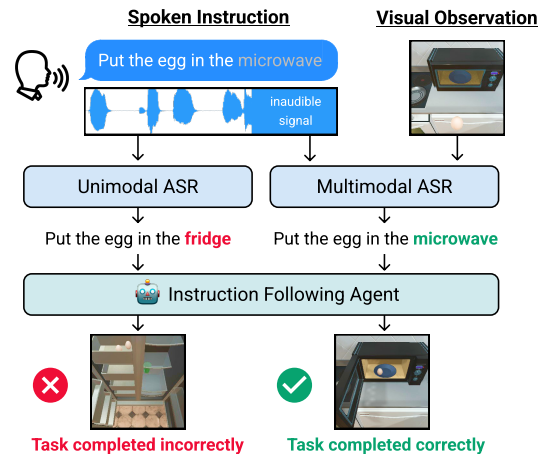 Spoken Instruction
Visual Observation
Put the egg in the microwave
inaudible
signal
Unimodal ASR
Multimodal ASR
Put the egg in the fridge
Put the egg in the microwave
Instruction Following Agent
Task completed incorrectly
Task completed correctly